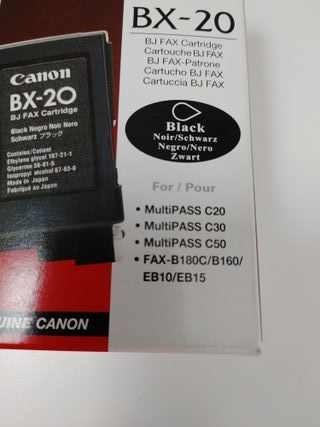 BX-20
BJ FAX Cartridge
Cartouche BJ FAX
BJ FAX-Patrone
Cartucho BJ FAX
Cartuccia BJ FAX
Canon
BX-20
BJ FAX Cartridge
Black Negro Noir Nero
Schwarz ブラック
Contains/Contient
Ethylene glycol 107-21-1
Glycerine 56-81-5
Isopropyl alcohol 67-63-0
Made in Japan
Fabriqué au Japon
Black
Noir/Schwarz
Negro/Nero
Zwart
For / Pour
• MultiPASS C20
• MultiPASS C30
• MultiPASS C50
• FAX-B180C/B160/
EB10/EB15
UINE CANON